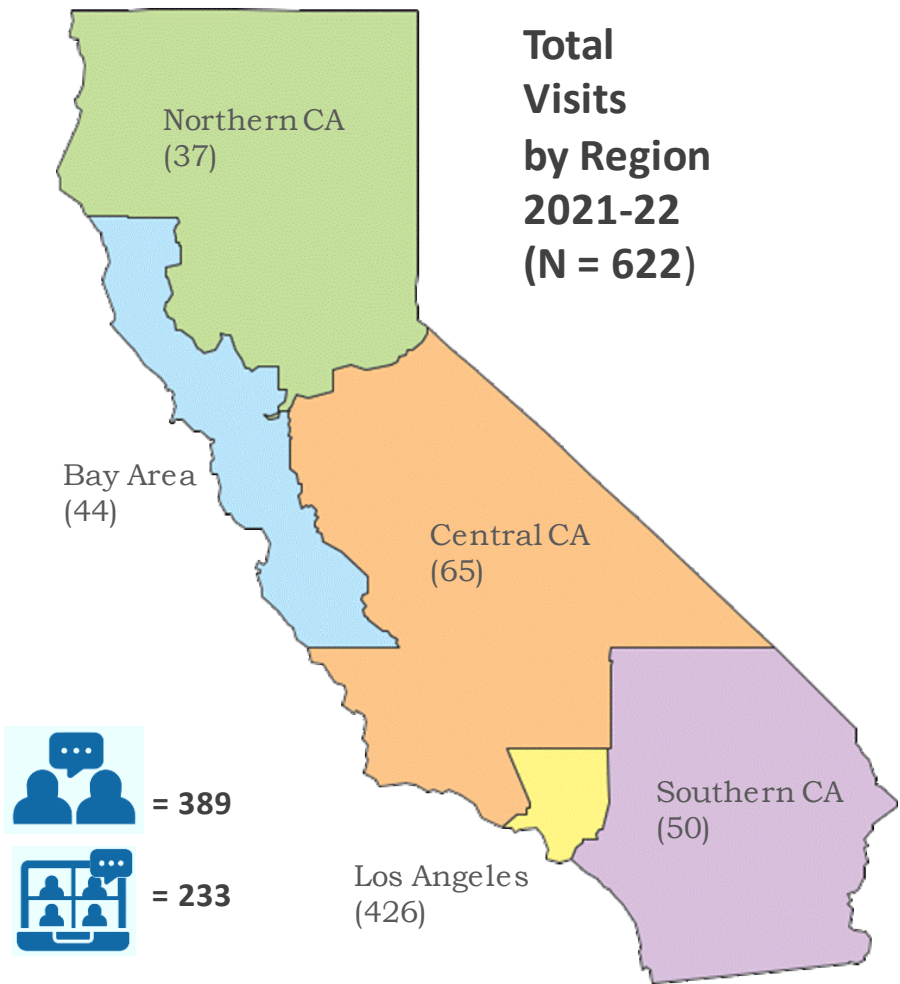 Total
Visits
by Region
2021-22
(N = 622)
Northern CA
(37)
Bay Area
(44)
Central CA
(65)
Southern CA
(50)
Los Angeles
(426)
= 389
= 233